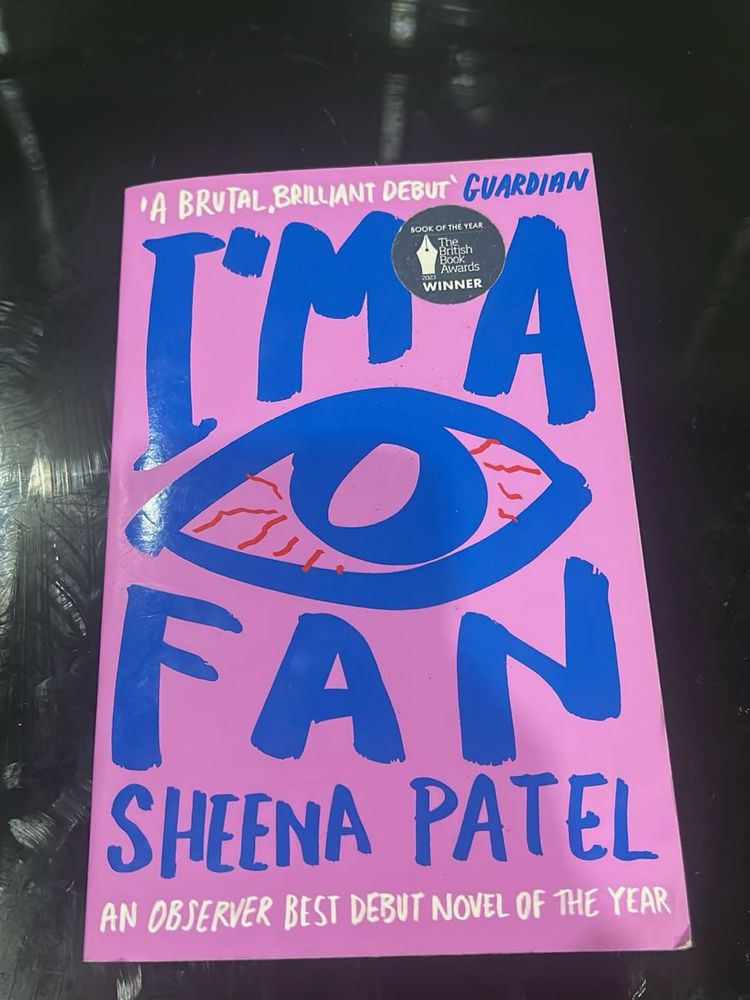 'A BRUTAL, BRILLIANT DEBUT' GUARDIAN
I'M A
BOOK OF THE YEAR
The
British
Book
Awards
2023
WINNER
FAN
SHEENA PATEL
AN OBSERVER BEST DEBUT NOVEL OF THE YEAR